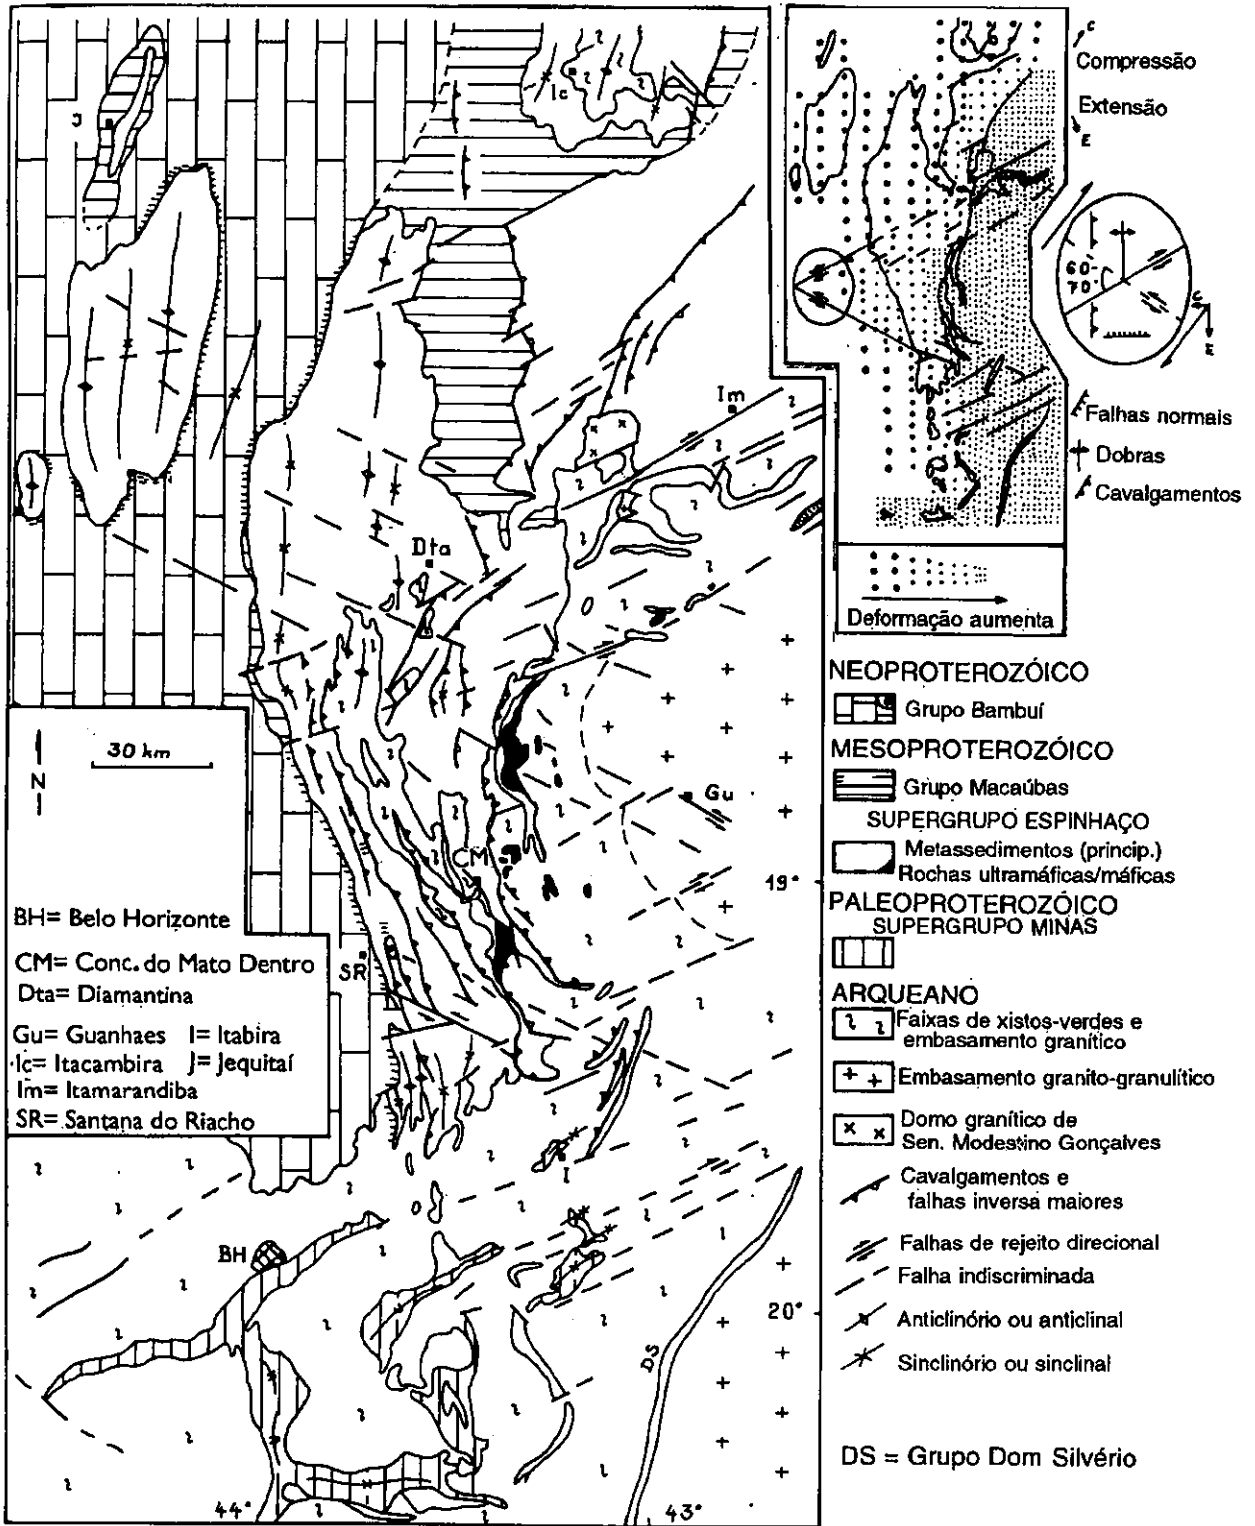 J
Ic
Im
Dta
Gu
CM
19°
SR
I
BH
20°
DS
44°
43°
30 km
N
BH= Belo Horizonte
CM= Conc. do Mato Dentro
Dta= Diamantina
Gu= Guanhaes I= Itabira
Ic= Itacambira J= Jequitaí
Im= Itamarandiba
SR= Santana do Riacho
C
Compressão
Extensão
E
60°
70°
C
E
Falhas normais
Dobras
Cavalgamentos
Deformação aumenta
NEOPROTEROZÓICO
Grupo Bambuí
MESOPROTEROZÓICO
Grupo Macaúbas
SUPERGRUPO ESPINHAÇO
Metassedimentos (princip.)
Rochas ultramáficas/máficas
PALEOPROTEROZÓICO
SUPERGRUPO MINAS
ARQUEANO
Faixas de xistos-verdes e
embasamento granítico
Embasamento granito-granulítico
Domo granítico de
Sen. Modestino Gonçalves
Cavalgamentos e
falhas inversa maiores
Falhas de rejeito direcional
Falha indiscriminada
Anticlinório ou anticlinal
Sinclinório ou sinclinal
DS = Grupo Dom Silvério